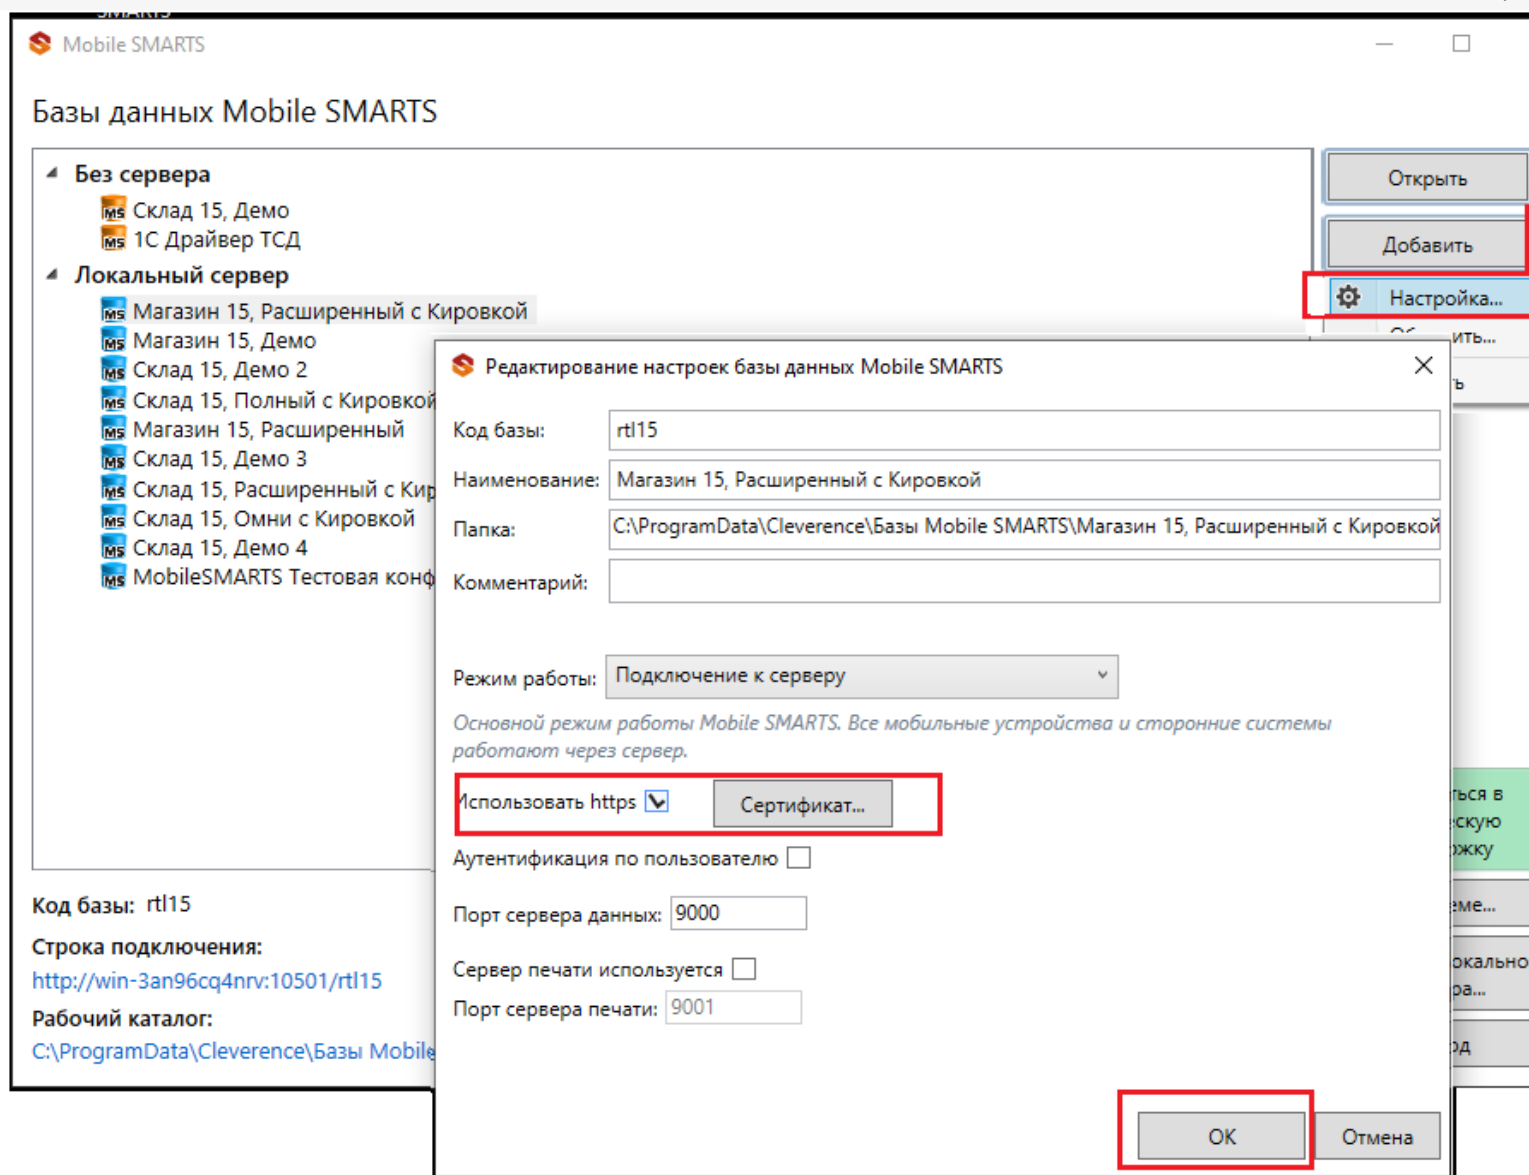 Mobile SMARTS
Базы данных Mobile SMARTS
Без сервера
Склад 15, Демо
1С Драйвер ТСД
Локальный сервер
Магазин 15, Расширенный с Кировкой
Магазин 15, Демо
Склад 15, Демо 2
Склад 15, Полный с Кировкой
Магазин 15, Расширенный
Склад 15, Демо 3
Склад 15, Расширенный с Кир
Склад 15, Омни с Кировкой
Склад 15, Демо 4
MobileSMARTS Тестовая конф
Код базы: rtl15
Строка подключения:
http://win-3an96cq4nrv:10501/rtl15
Рабочий каталог:
C:\ProgramData\Cleverence\Базы Mobile
Открыть
Добавить
Настройка...
Редактирование настроек базы данных Mobile SMARTS
Код базы: rtl15
Наименование: Магазин 15, Расширенный с Кировкой
Папка: C:\ProgramData\Cleverence\Базы Mobile SMARTS\Магазин 15, Расширенный с Кировкой
Комментарий:
Режим работы: Подключение к серверу
Основной режим работы Mobile SMARTS. Все мобильные устройства и сторонние системы
работают через сервер.
Использовать https Сертификат...
Аутентификация по пользователю
Порт сервера данных: 9000
Сервер печати используется
Порт сервера печати: 9001
ОК Отмена